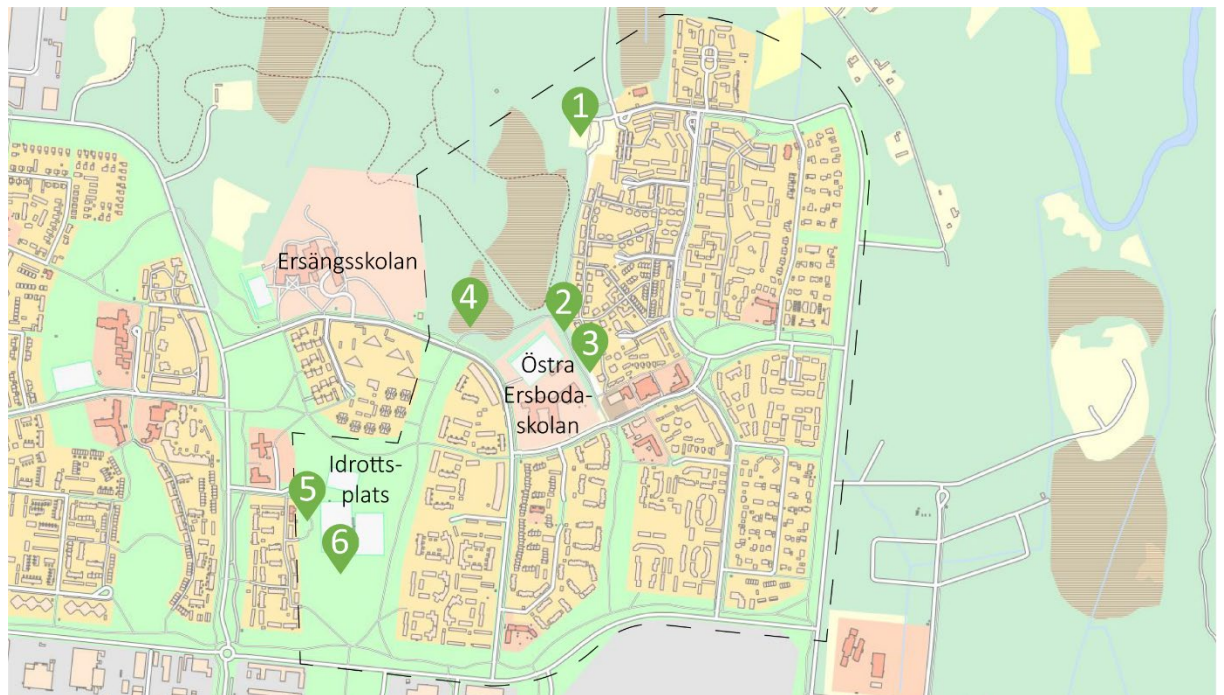 1
Ersängsskolan
4
2
3
Östra
Ersboda-
skolan
Idrotts-
plats
5
6